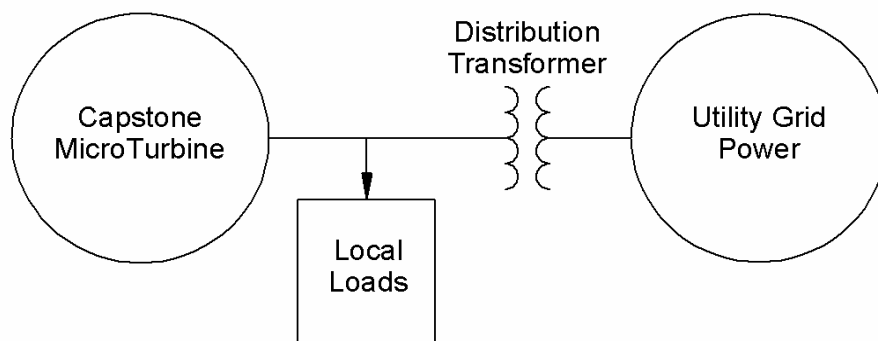 Capstone
MicroTurbine
Distribution
Transformer
Utility Grid
Power
Local
Loads